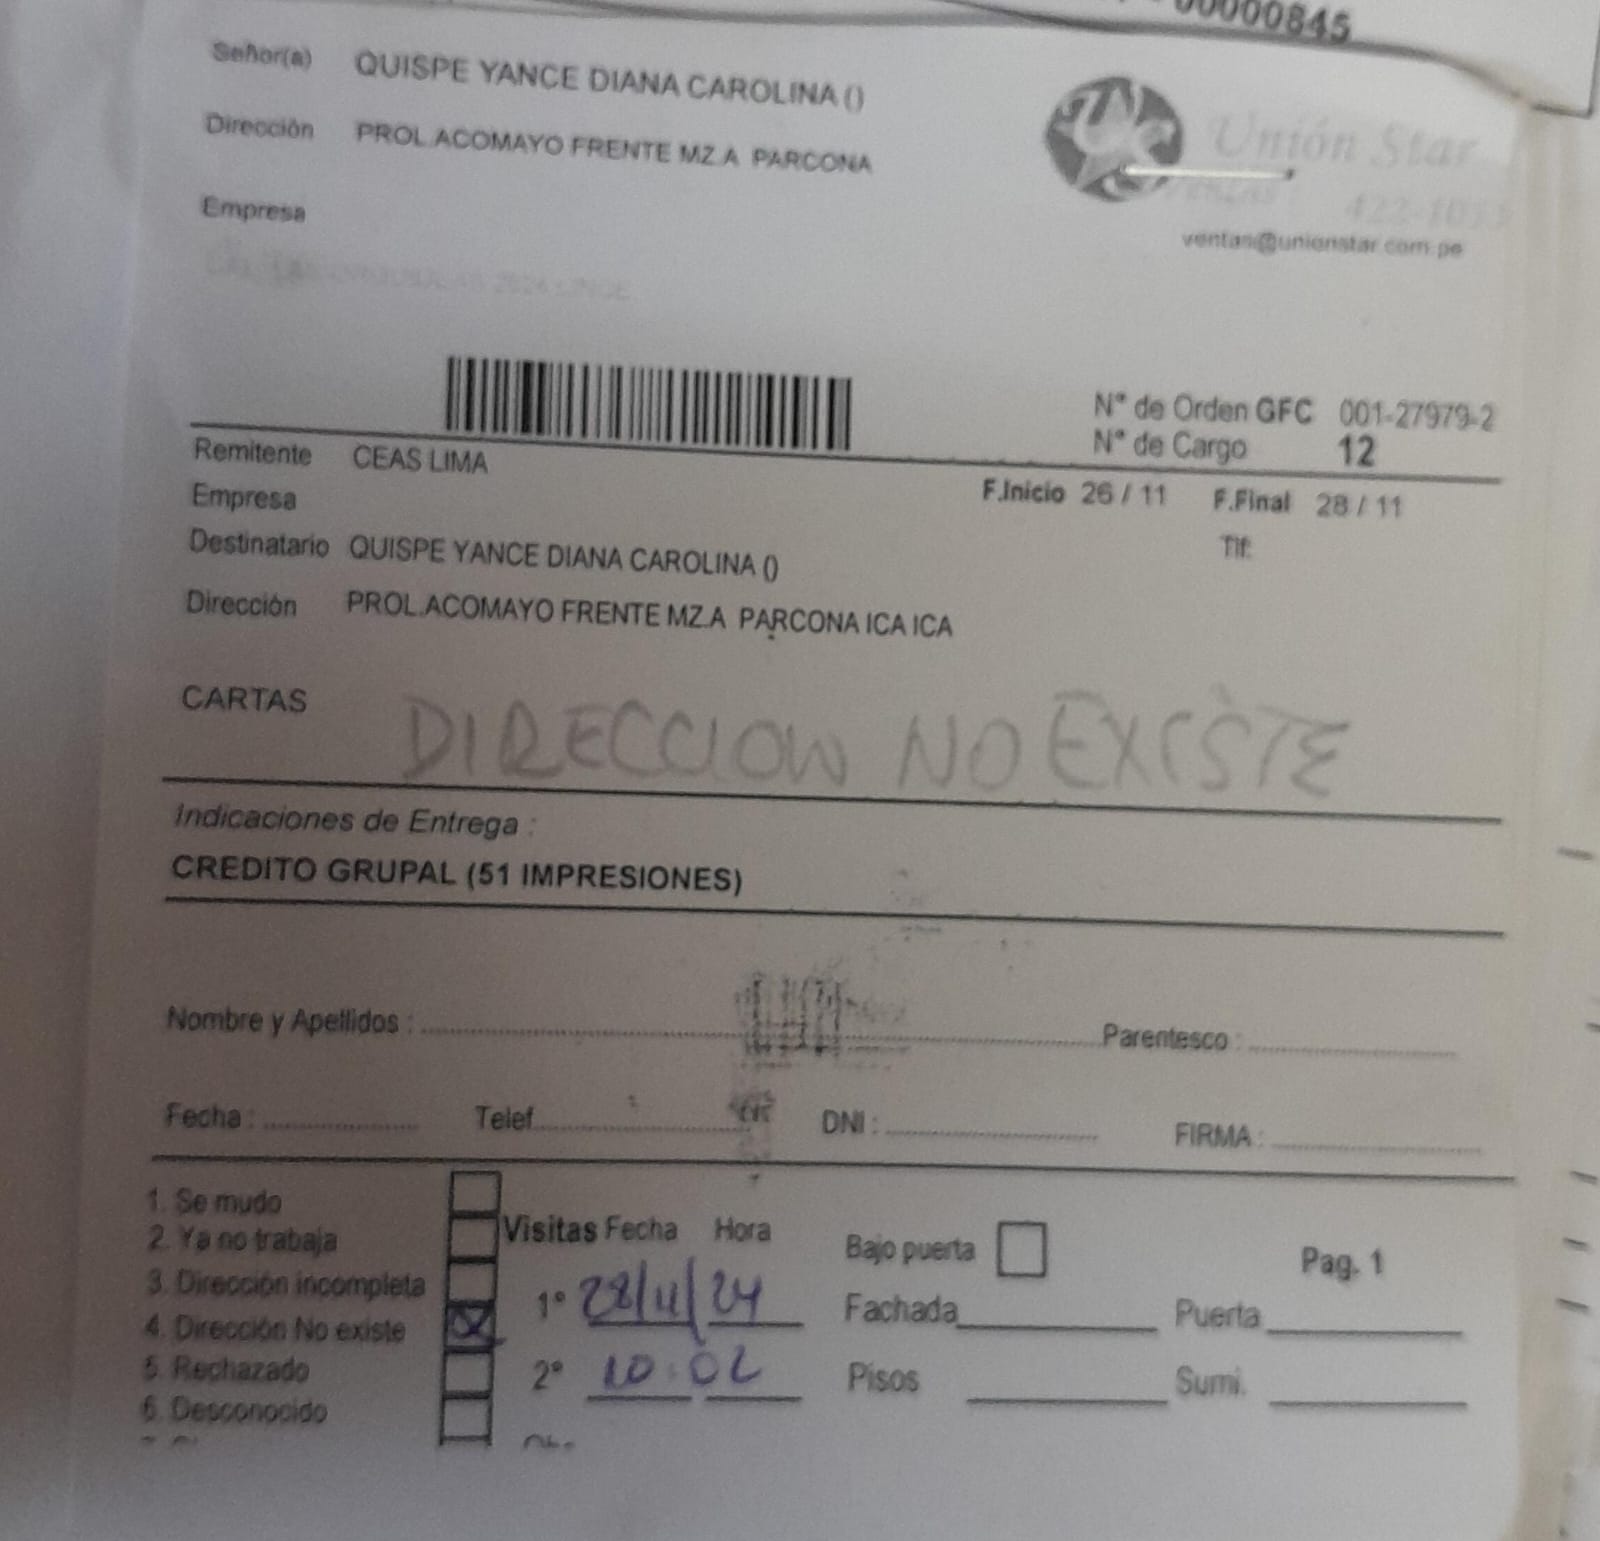 00000845
Señor(a) QUISPE YANCE DIANA CAROLINA ()
Dirección PROL.ACOMAYO FRENTE MZ.A PARCONA
Unión Star
Empresa
ventas@unionstar.com.pe
N° de Orden GFC 001-27979-2
N° de Cargo 12
Remitente CEAS LIMA
Empresa
F.Inicio 26 / 11 F.Final 28 / 11
Destinatario QUISPE YANCE DIANA CAROLINA ()
Tlf:
Dirección PROL.ACOMAYO FRENTE MZ.A PARCONA ICA ICA
CARTAS
DIRECCION NO EXISTE
Indicaciones de Entrega :
CREDITO GRUPAL (51 IMPRESIONES)
Nombre y Apellidos : Parentesco :
Fecha : Telef DNI : FIRMA :
1. Se mudo
2. Ya no trabaja
3. Dirección incompleta
4. Dirección No existe
5. Rechazado
6. Desconocido
Visitas Fecha Hora
1° 28/11/24
2° 10:02
Bajo puerta
Pag. 1
Fachada Puerta
Pisos Sumi.